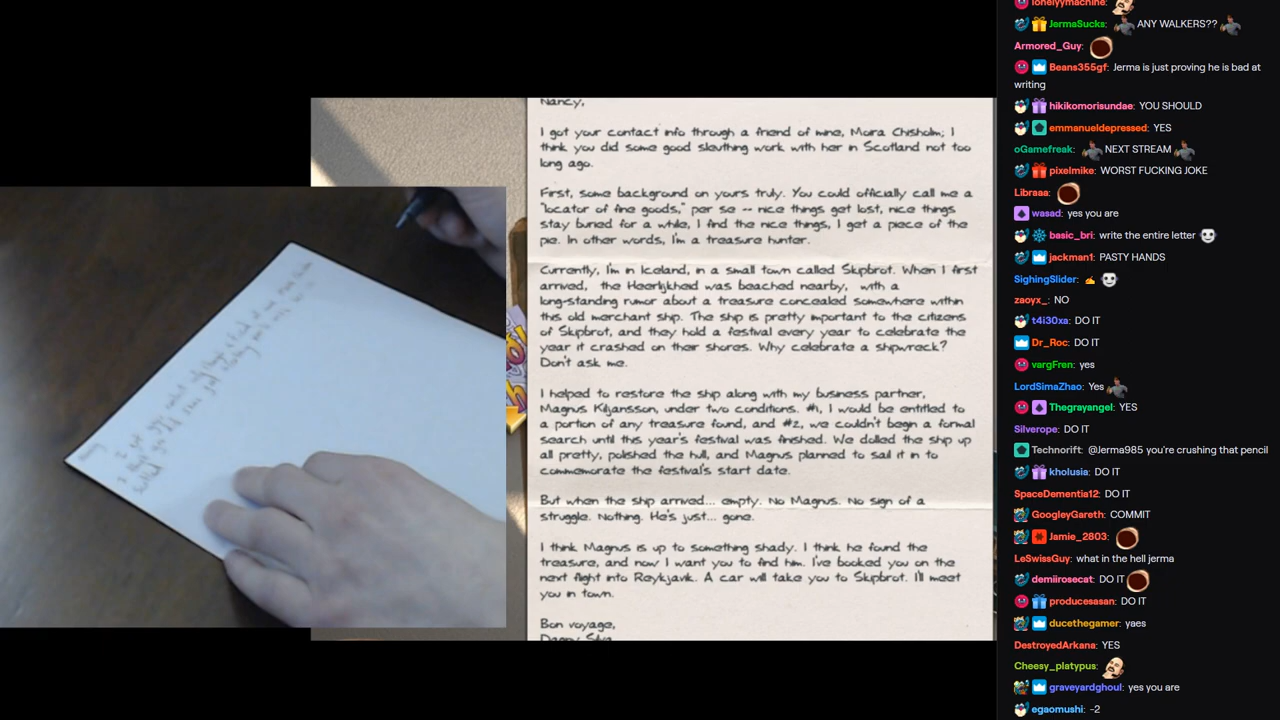 Nancy,
I got your contact info through a friend of mine, Moira Chisholm; I
think you did some good sleuthing work with her in Scotland not too
long ago.
First, some background on yours truly. You could officially call me a
"locator of fine goods," per se -- nice things get lost, nice things
stay buried for a while, I find the nice things, I get a piece of the
pie. In other words, I'm a treasure hunter.
Currently, I'm in Iceland, in a small town called Skipbrot. When I first
arrived, the Heerlijkheid was beached nearby, with a
long-standing rumor about a treasure concealed somewhere within
this old merchant ship. The ship is pretty important to the citizens
of Skipbrot, and they hold a festival every year to celebrate the
year it crashed on their shores. Why celebrate a shipwreck?
Don't ask me.
I helped to restore the ship along with my business partner,
Magnus Kiljansson, under two conditions. #1, I would be entitled to
a portion of any treasure found, and #2, we couldn't begin a formal
search until this year's festival was finished. We dolled the ship up
all pretty, polished the hull, and Magnus planned to sail it in to
commemorate the festival's start date.
But when the ship arrived... empty. No Magnus. No sign of a
struggle. Nothing. He's just... gone.
I think Magnus is up to something shady. I think he found the
treasure, and now I want you to find him. I've booked you on the
next flight into Reykjavik. A car will take you to Skipbrot. I'll meet
you in town.
Bon voyage,
Dagny Silva
lonelyymachine:
JermaSucks: ANY WALKERS??
Armored_Guy:
Beans355gf: Jerma is just proving he is bad at
writing
hikikomorisundae: YOU SHOULD
emmanueldepressed: YES
oGamefreak: NEXT STREAM
pixelmike: WORST FUCKING JOKE
Libraaa:
wasad: yes you are
basic_bri: write the entire letter
jackman1: PASTY HANDS
SighingSlider:
zaoyx_: NO
t4i30xa: DO IT
Dr_Roc: DO IT
vargFren: yes
LordSimaZhao: Yes
Thegrayangel: YES
Silverope: DO IT
Technorift: @Jerma985 you're crushing that pencil
kholusia: DO IT
SpaceDementia12: DO IT
GoogleyGareth: COMMIT
Jamie_2803:
LeSwissGuy: what in the hell jerma
demiirosecat: DO IT
producesasan: DO IT
ducethegamer: yaes
DestroyedArkana: YES
Cheesy_platypus:
graveyardghoul: yes you are
egaomushi: -2